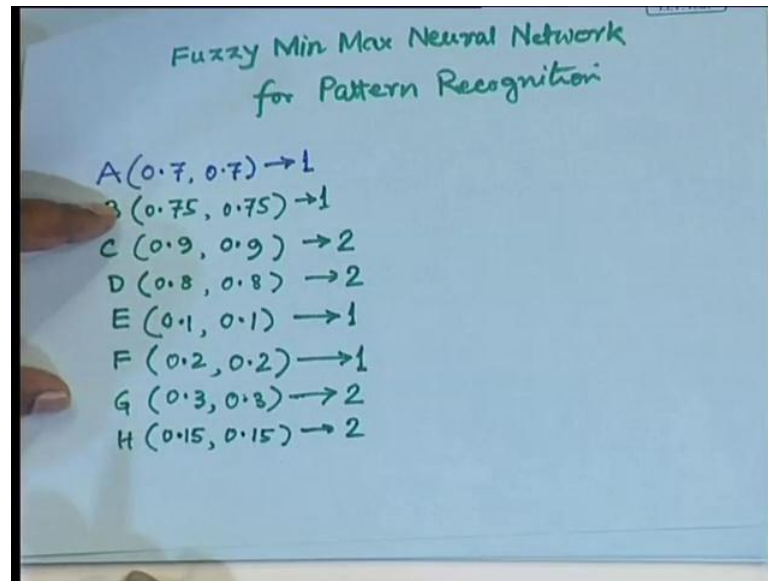 Fuzzy Min Max Neural Network
for Pattern Recognition
A (0.7, 0.7) → 1
B (0.75, 0.75) → 1
C (0.9, 0.9) → 2
D (0.8, 0.8) → 2
E (0.1, 0.1) → 1
F (0.2, 0.2) → 1
G (0.3, 0.3) → 2
H (0.15, 0.15) → 2